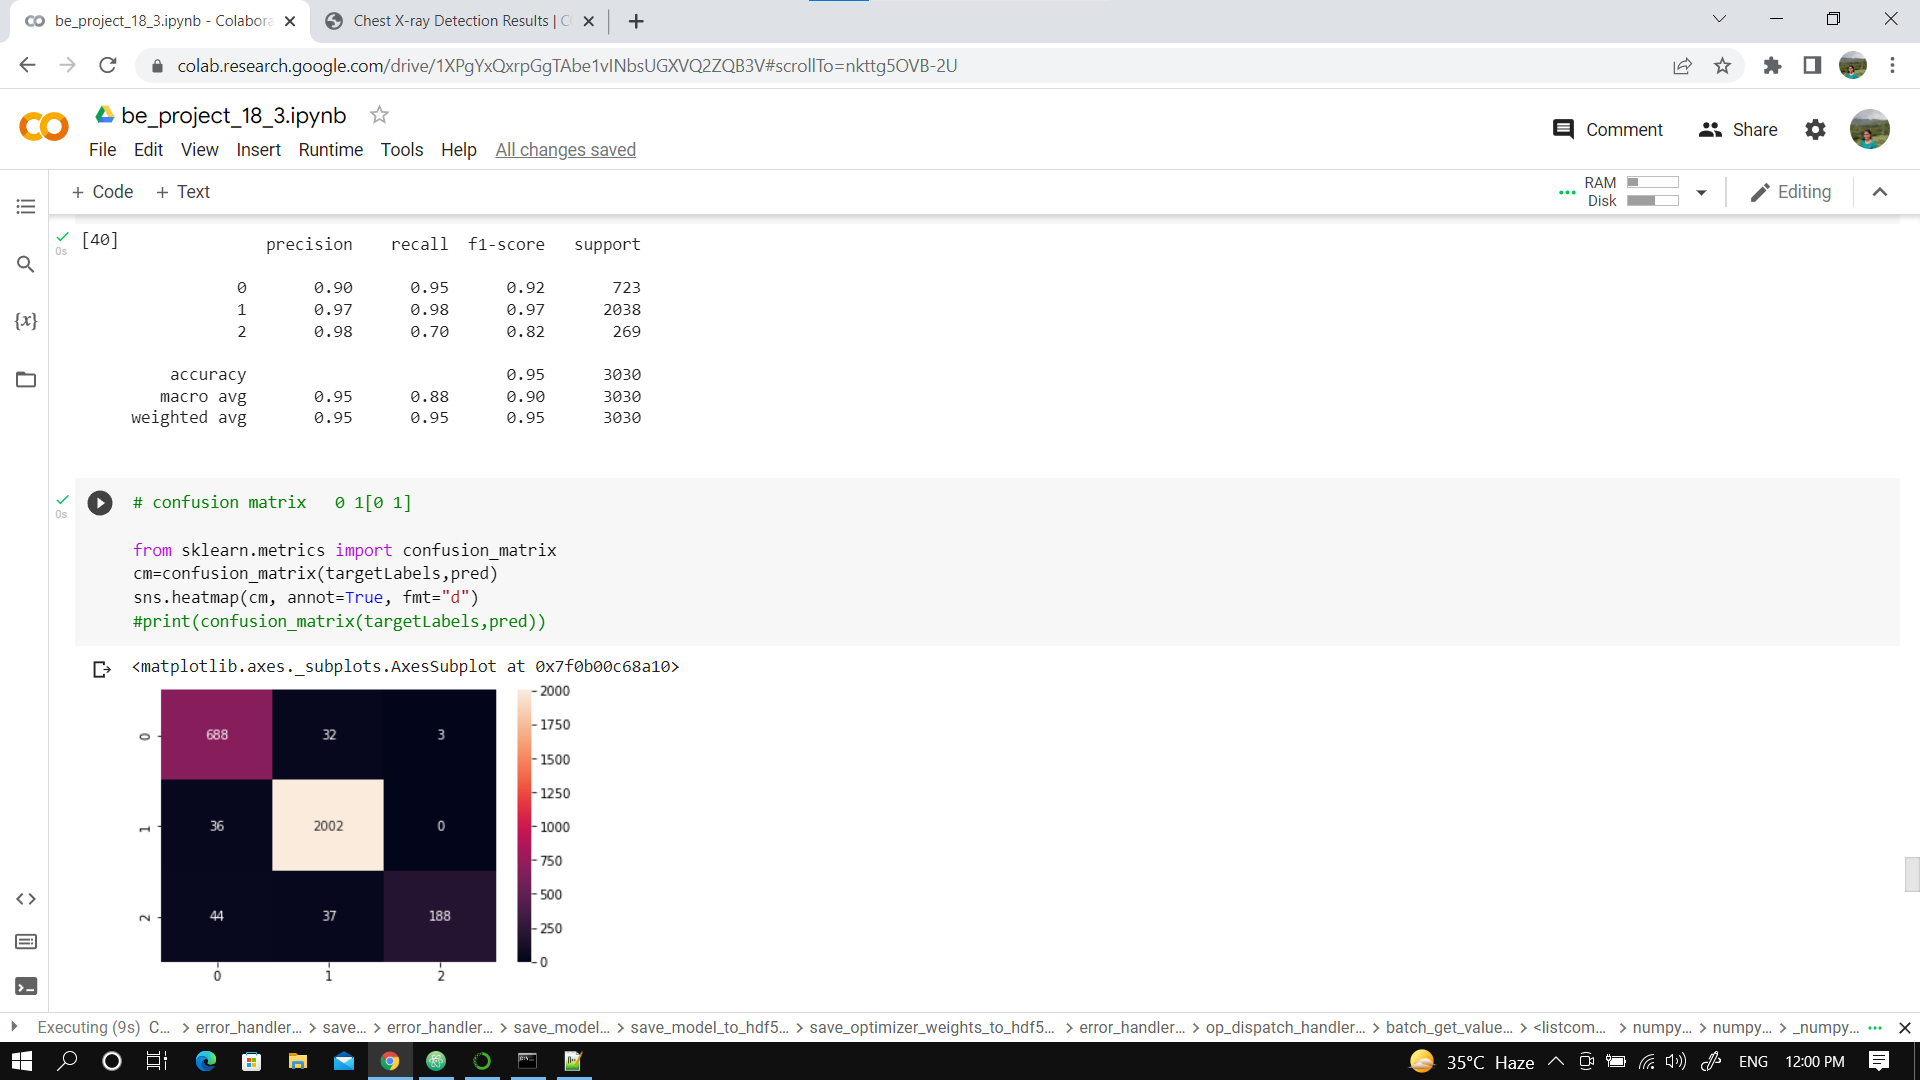 be_project_18_3.ipynb - Colabora
Chest X-ray Detection Results | C
colab.research.google.com/drive/1XPgYxQxrpGgTAbe1vINbsUGXVQ2ZQB3V#scrollTo=nkttg5OVB-2U
be_project_18_3.ipynb
Comment
Share
File Edit View Insert Runtime Tools Help All changes saved
+ Code + Text
RAM
Disk
Editing
[40]
0s
precision recall f1-score support
0 0.90 0.95 0.92 723
1 0.97 0.98 0.97 2038
2 0.98 0.70 0.82 269
accuracy 0.95 3030
macro avg 0.95 0.88 0.90 3030
weighted avg 0.95 0.95 0.95 3030
0s
# confusion matrix 0 1[0 1]
from sklearn.metrics import confusion_matrix
cm=confusion_matrix(targetLabels,pred)
sns.heatmap(cm, annot=True, fmt="d")
#print(confusion_matrix(targetLabels,pred))
<matplotlib.axes._subplots.AxesSubplot at 0x7f0b00c68a10>
0 688 32 3
1 36 2002 0
2 44 37 188
0 1 2
2000
1750
1500
1250
1000
750
500
250
0
Executing (9s) C... > error_handler... > save... > error_handler... > save_model... > save_model_to_hdf5... > save_optimizer_weights_to_hdf5... > error_handler... > op_dispatch_handler... > batch_get_value... > <listcom... > numpy... > numpy... > _numpy...
35°C Haze
ENG
12:00 PM